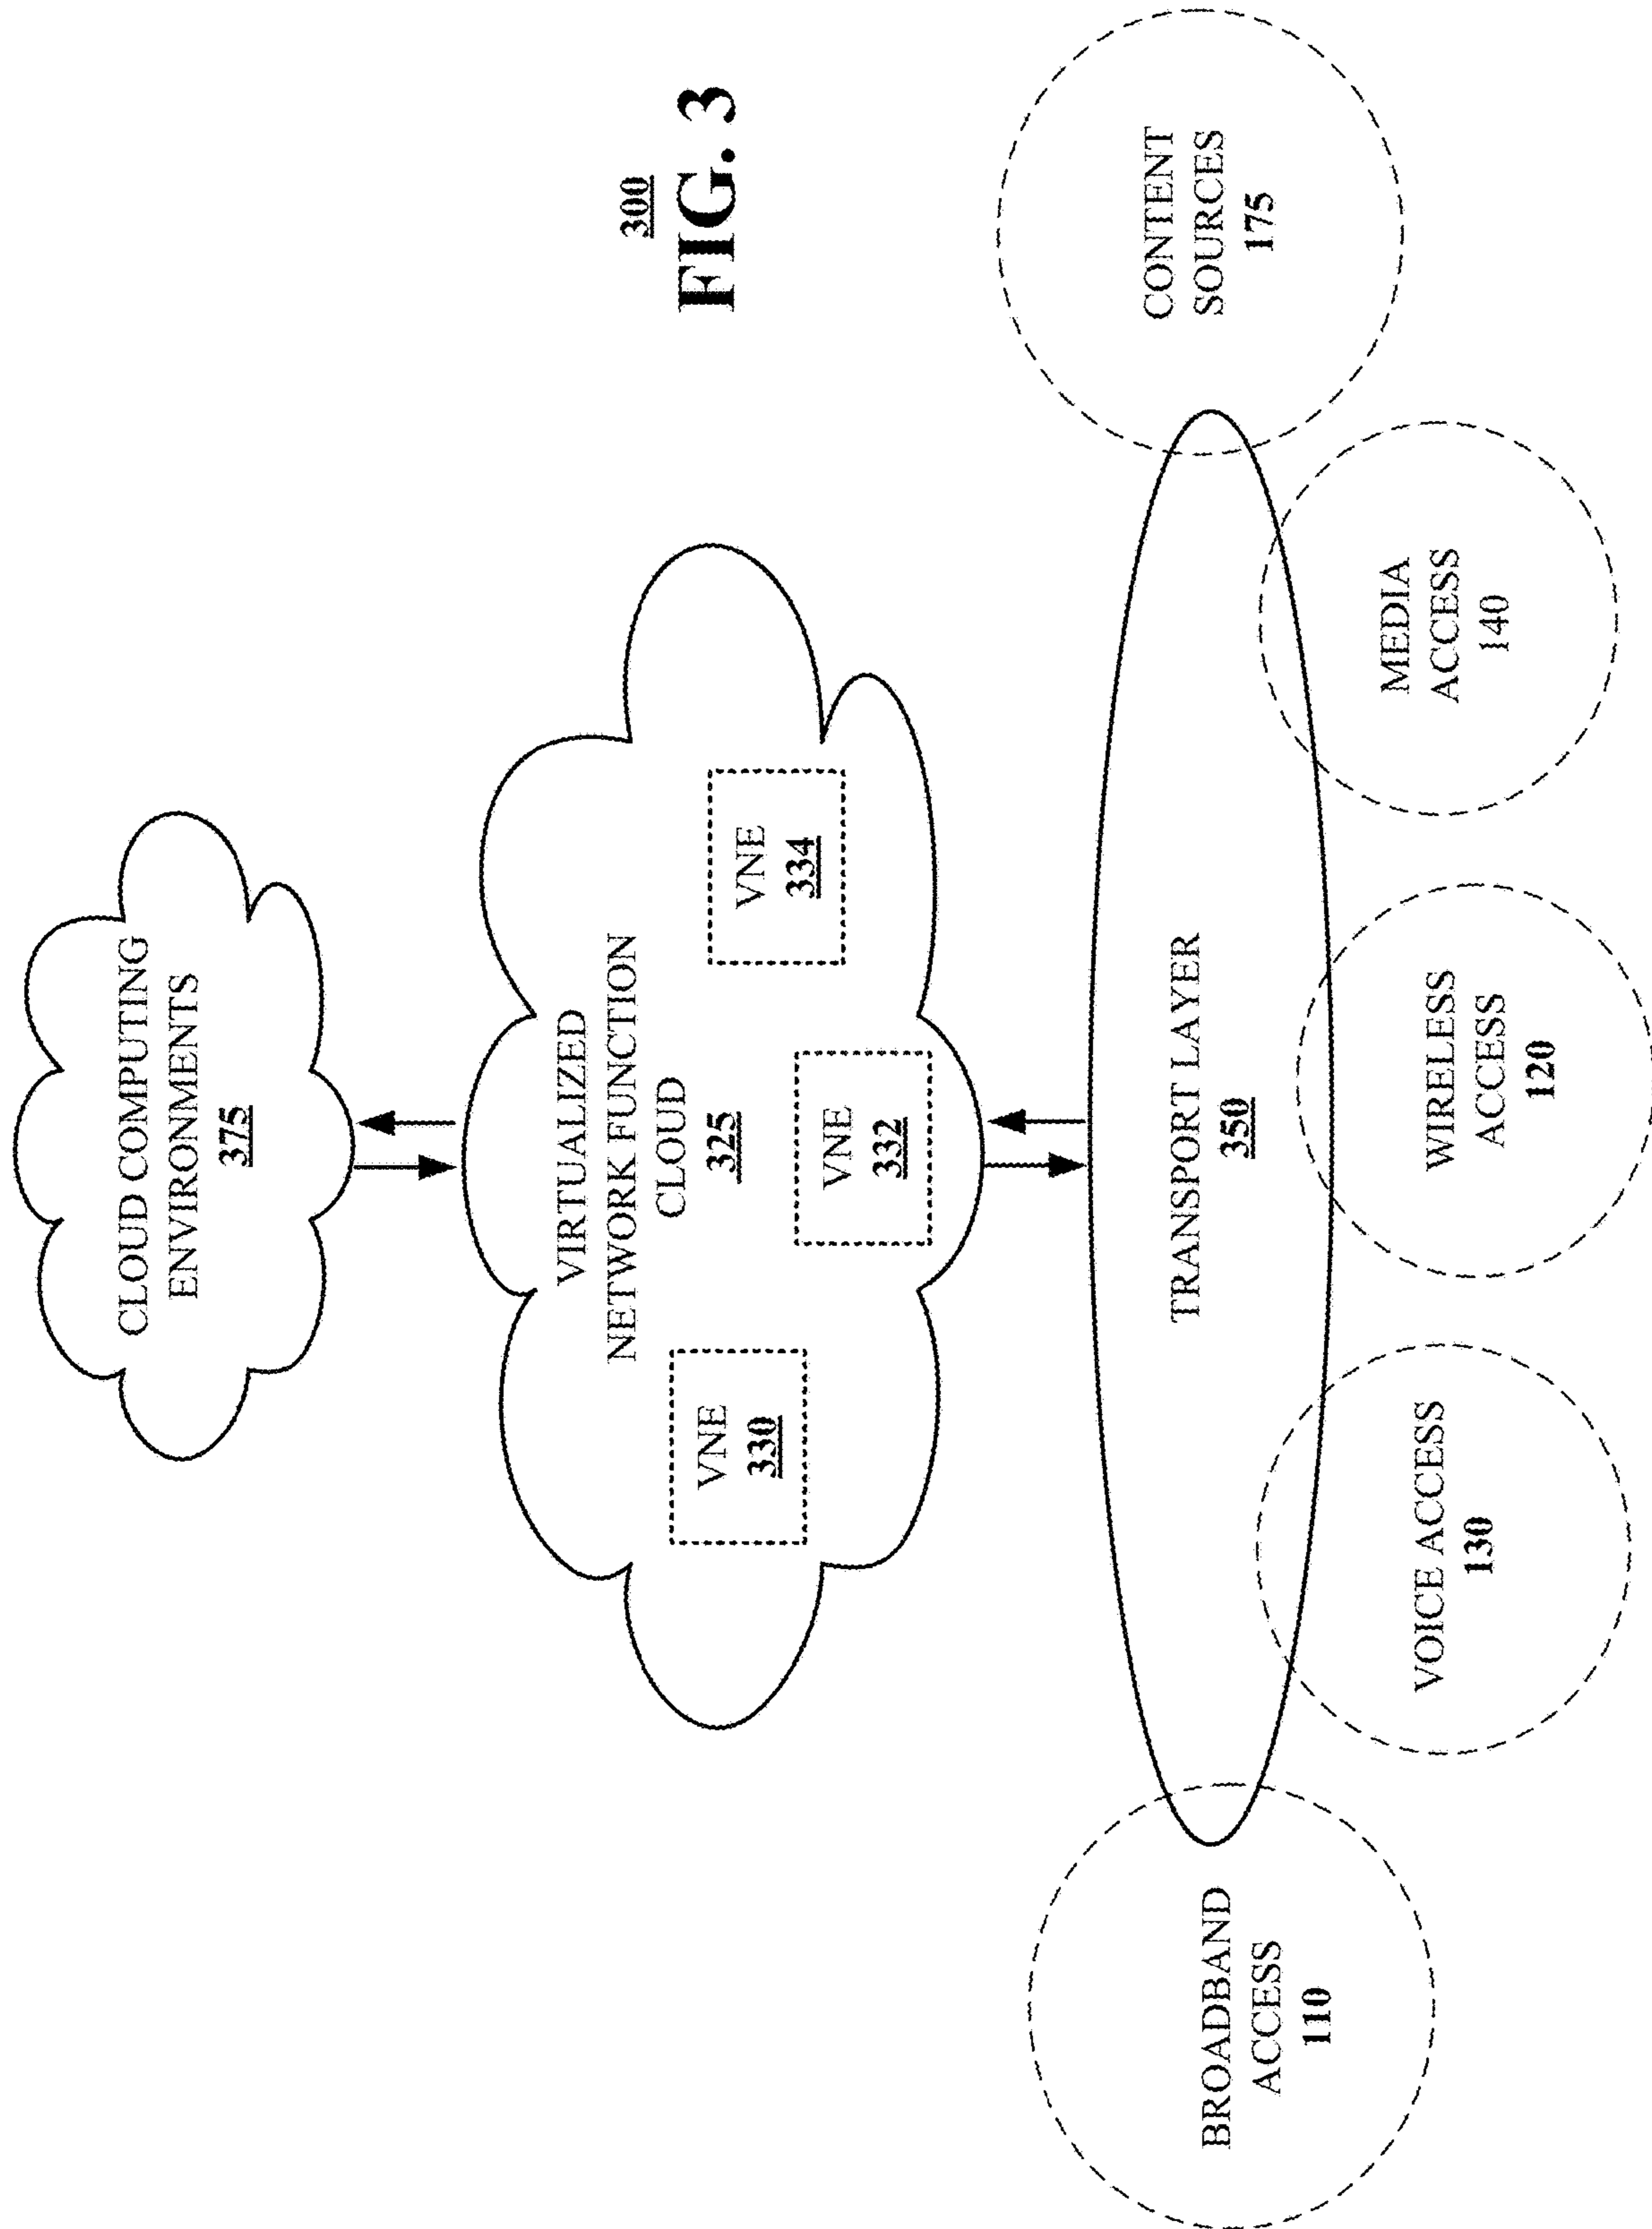 CLOUD COMPUTING
ENVIRONMENTS
375
VIRTUALIZED
NETWORK FUNCTION
CLOUD
325
VNE
330
VNE
332
VNE
334
300
FIG. 3
TRANSPORT LAYER
350
BROADBAND
ACCESS
110
VOICE ACCESS
130
WIRELESS
ACCESS
120
MEDIA
ACCESS
140
CONTENT
SOURCES
175